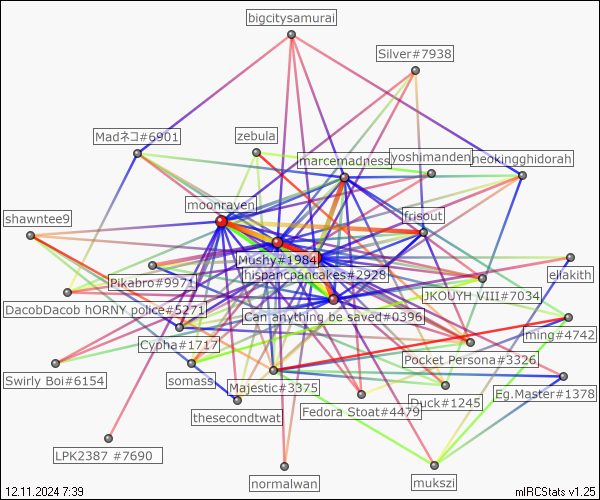 bigcitysamurai
Silver#7938
Madネコ#6901
zebula
marcemadness
yoshimanden
neokingghidorah
moonraven
shawntee9
frisout
Mushy#1984
ellakith
hispancpancakes#2928
Pikabro#9971
JKOUYH VIII#7034
DacobDacob hORNY police#5271
Can anything be saved#0396
ming#4742
Cypha#1717
Pocket Persona#3326
Swirly Boi#6154
somass
Majestic#3375
Eg.Master#1378
Duck#1245
Fedora Stoat#4479
thesecondtwat
LPK2387 #7690
normalwan
mukszi
12.11.2024 7:39
mIRCStats v1.25